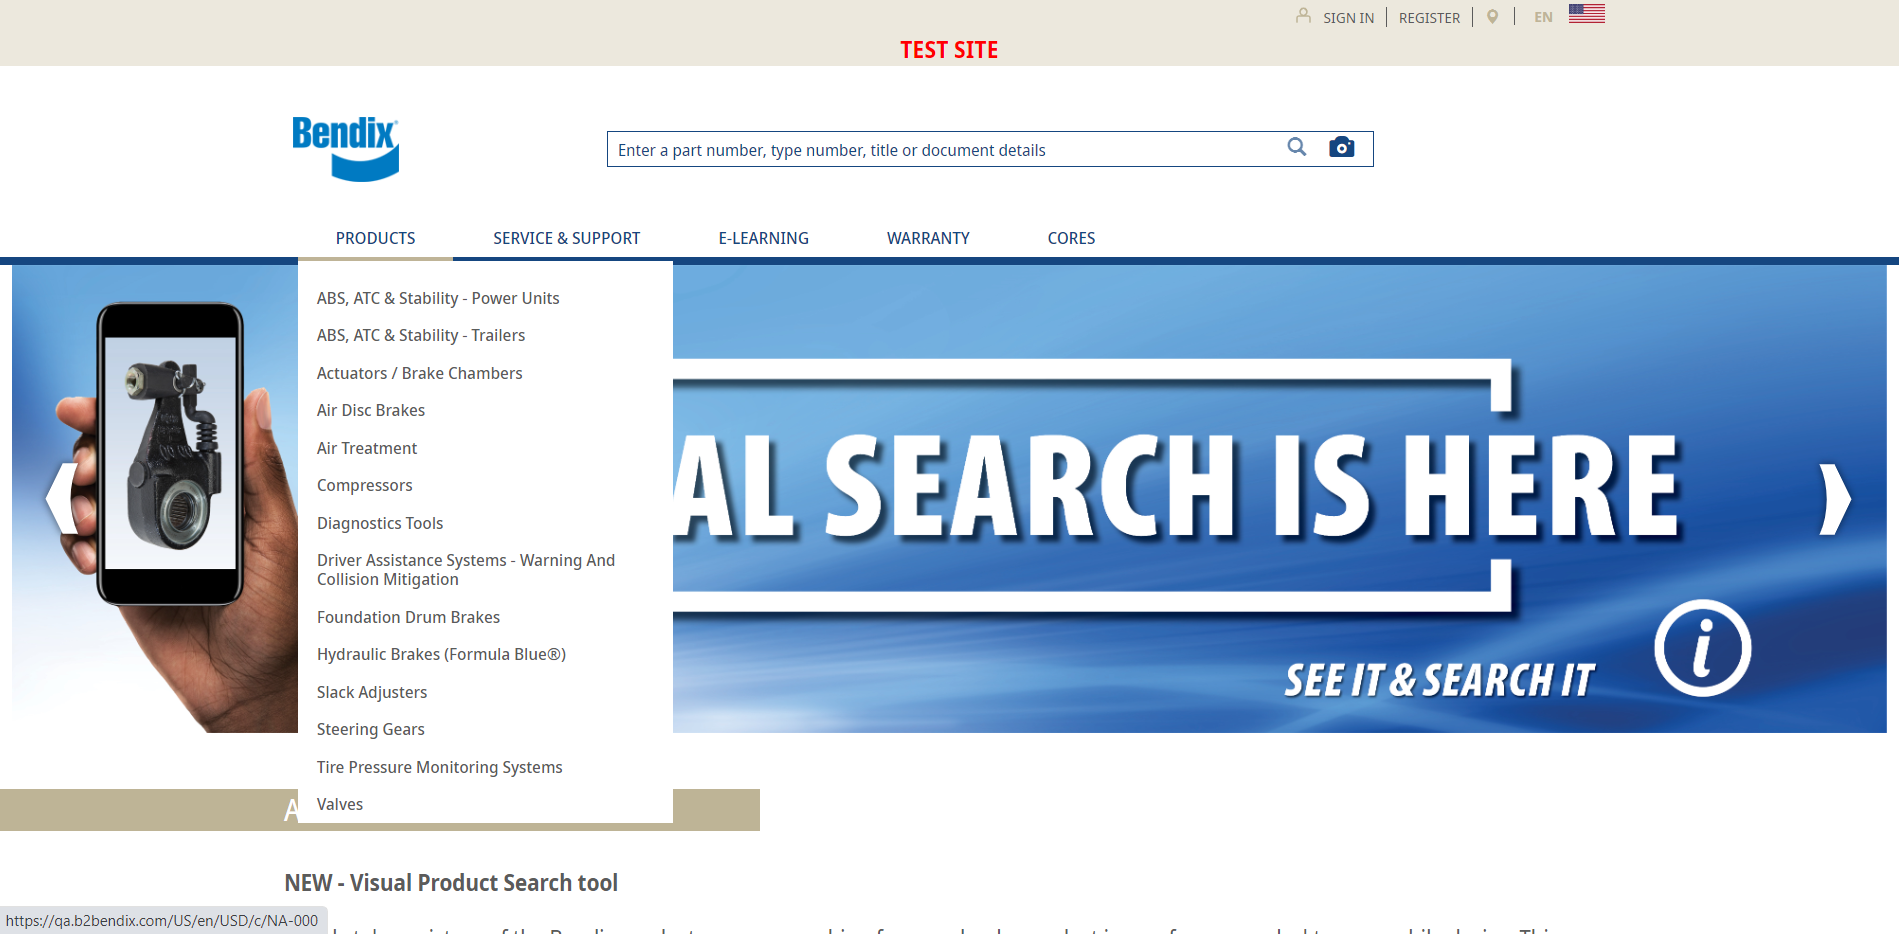 SIGN IN
REGISTER
EN
TEST SITE
Bendix
Enter a part number, type number, title or document details
PRODUCTS
SERVICE & SUPPORT
E-LEARNING
WARRANTY
CORES
ABS, ATC & Stability - Power Units
ABS, ATC & Stability - Trailers
Actuators / Brake Chambers
Air Disc Brakes
Air Treatment
Compressors
Diagnostics Tools
Driver Assistance Systems - Warning And
Collision Mitigation
Foundation Drum Brakes
Hydraulic Brakes (Formula Blue®)
Slack Adjusters
Steering Gears
Tire Pressure Monitoring Systems
Valves
AL SEARCH IS HERE
SEE IT & SEARCH IT
i
A
NEW - Visual Product Search tool
https://qa.b2bendix.com/US/en/USD/c/NA-000